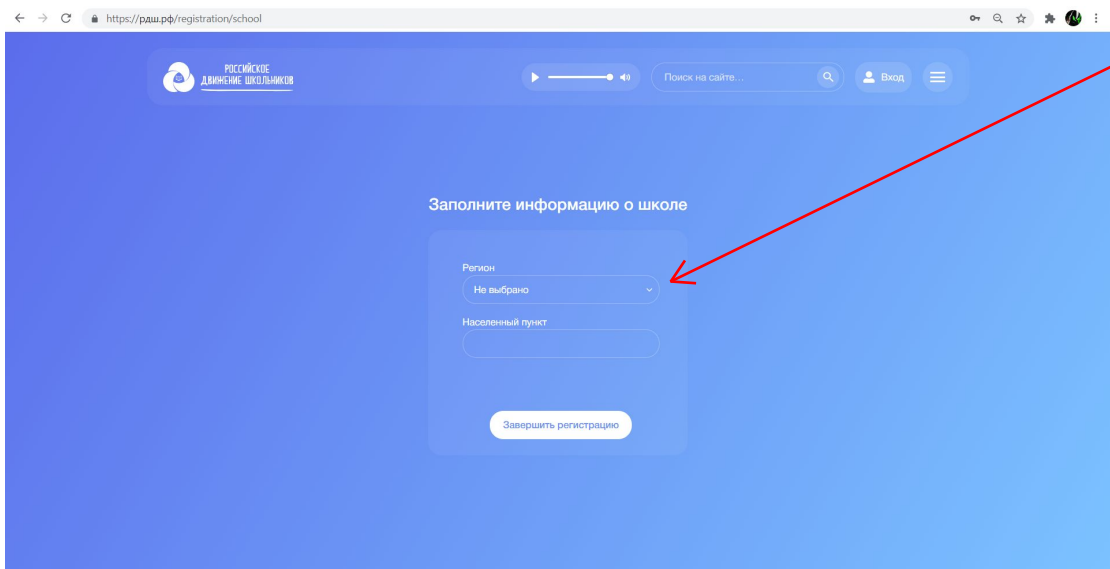 https://рдш.рф/registration/school
РОССИЙСКОЕ
ДВИЖЕНИЕ ШКОЛЬНИКОВ
Поиск на сайте...
Вход
Заполните информацию о школе
Регион
Не выбрано
Населенный пункт
Завершить регистрацию